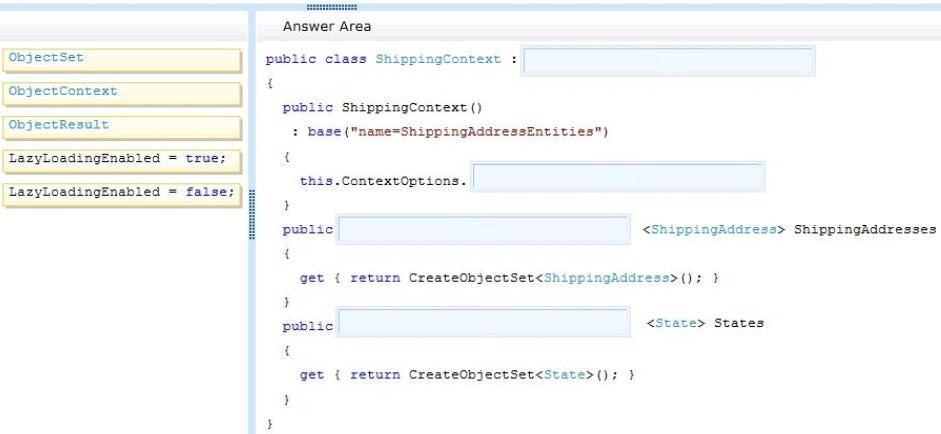 Answer Area
ObjectSet
ObjectContext
ObjectResult
LazyLoadingEnabled = true;
LazyLoadingEnabled = false;
public class ShippingContext :
{
public ShippingContext()
: base("name=ShippingAddressEntities")
{
this.ContextOptions.
}
public <ShippingAddress> ShippingAddresses
{
get { return CreateObjectSet<ShippingAddress>(); }
}
public <State> States
{
get { return CreateObjectSet<State>(); }
}
}